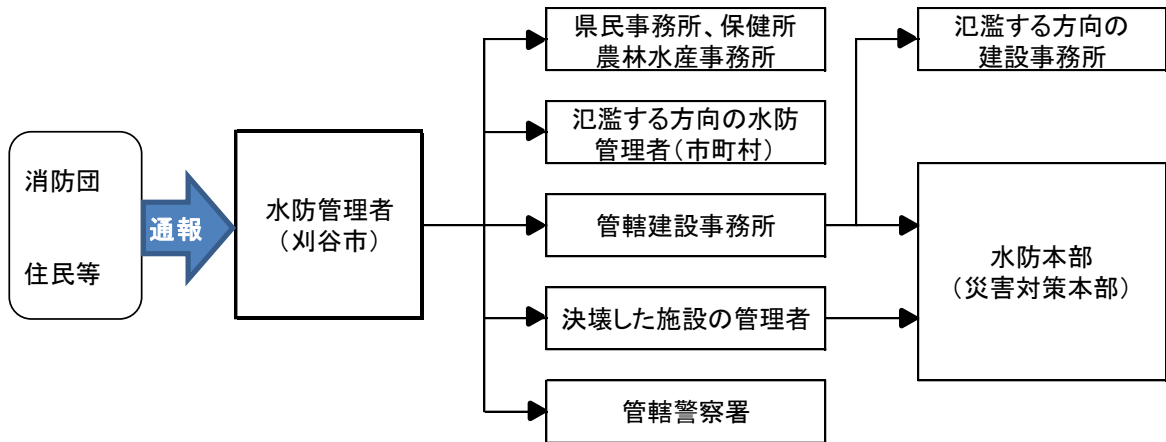 消防団
住民等
通報
水防管理者
（刈谷市）
県民事務所、保健所
農林水産事務所
氾濫する方向の水防
管理者（市町村）
管轄建設事務所
決壊した施設の管理者
管轄警察署
氾濫する方向の
建設事務所
水防本部
（災害対策本部）